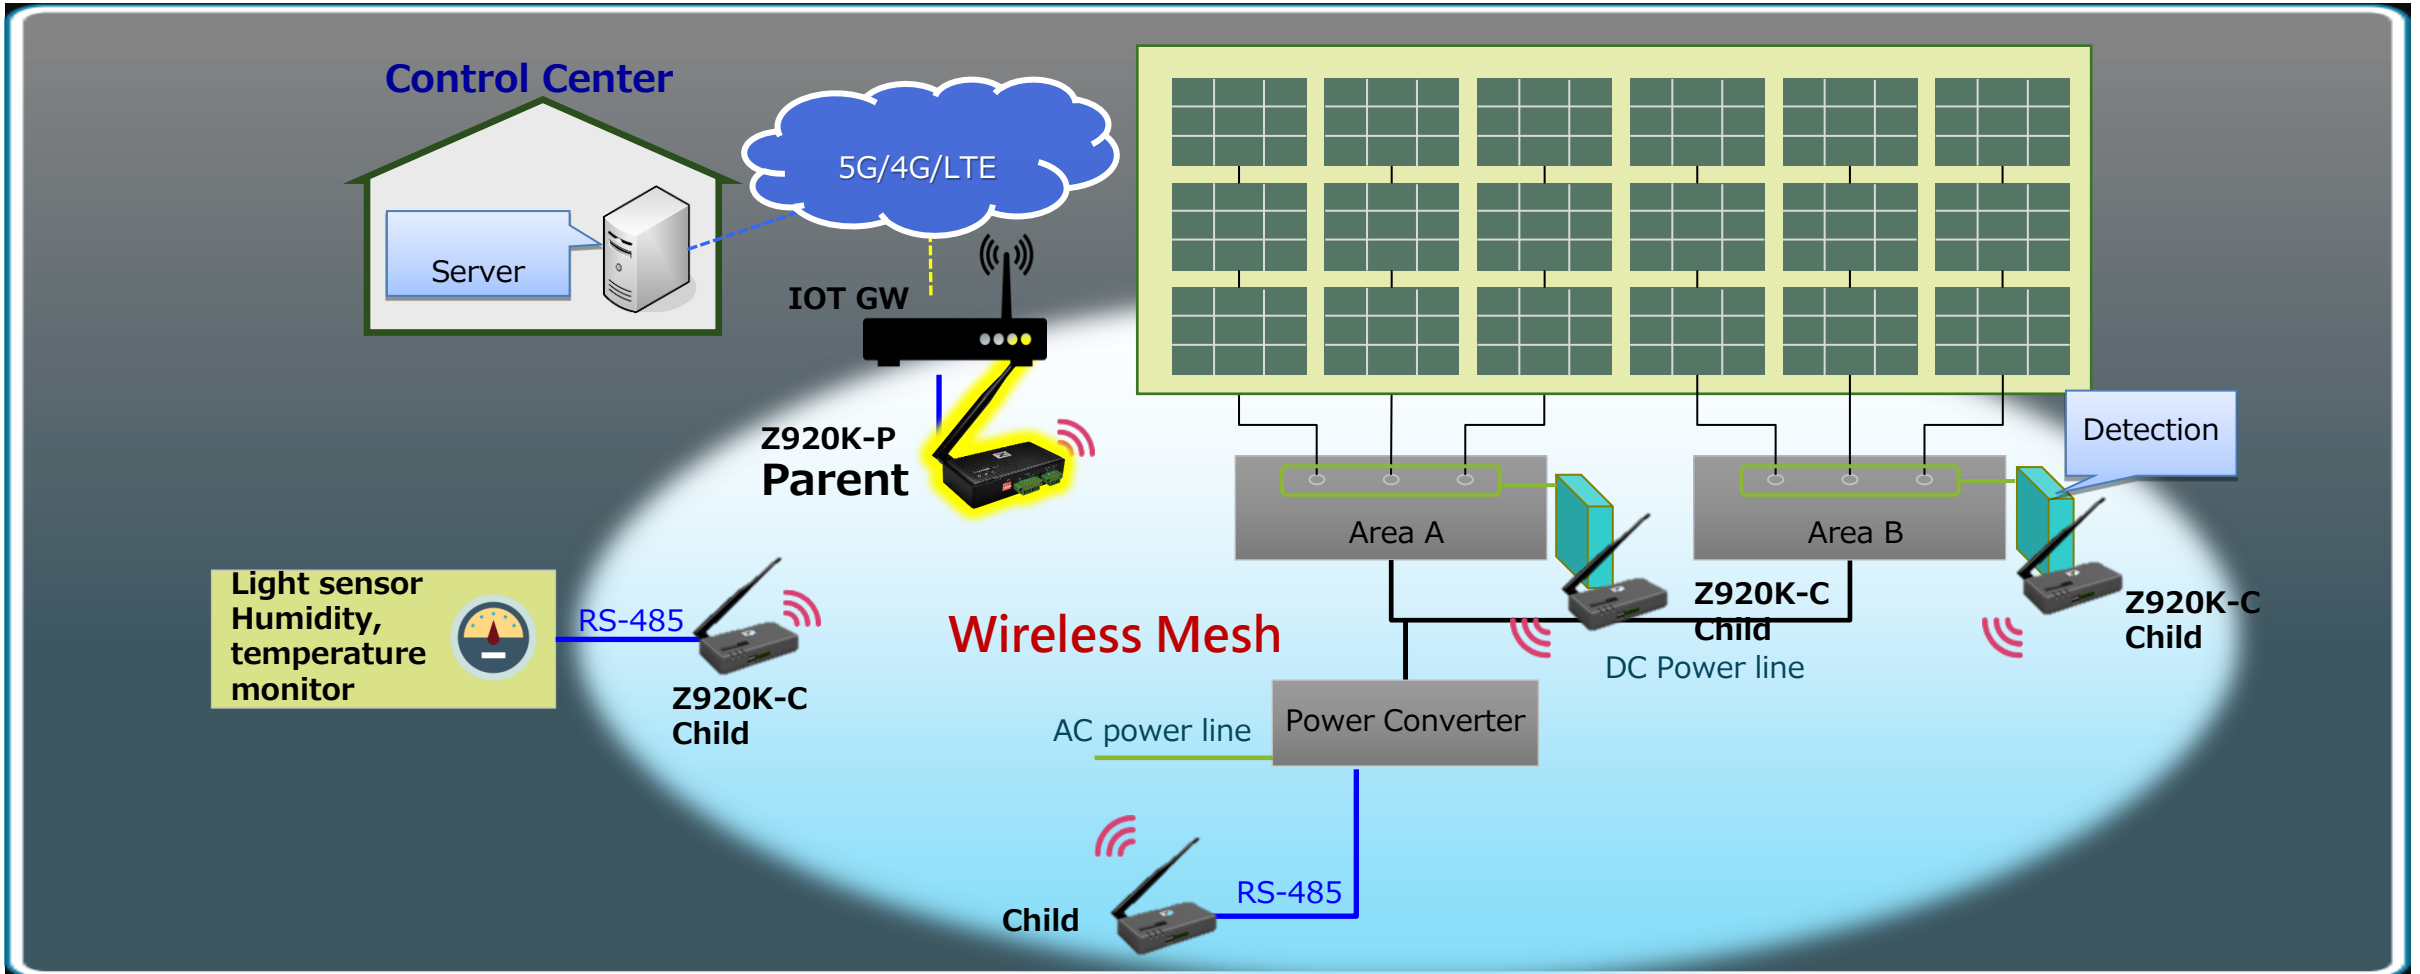 Control Center
5G/4G/LTE
Server
IOT GW
Z920K-P
Parent
Detection
Area A
Area B
Light sensor
Humidity,
temperature
monitor
RS-485
Z920K-C
Child
Wireless Mesh
Z920K-C
Child
DC Power line
Z920K-C
Child
AC power line
Power Converter
RS-485
Child